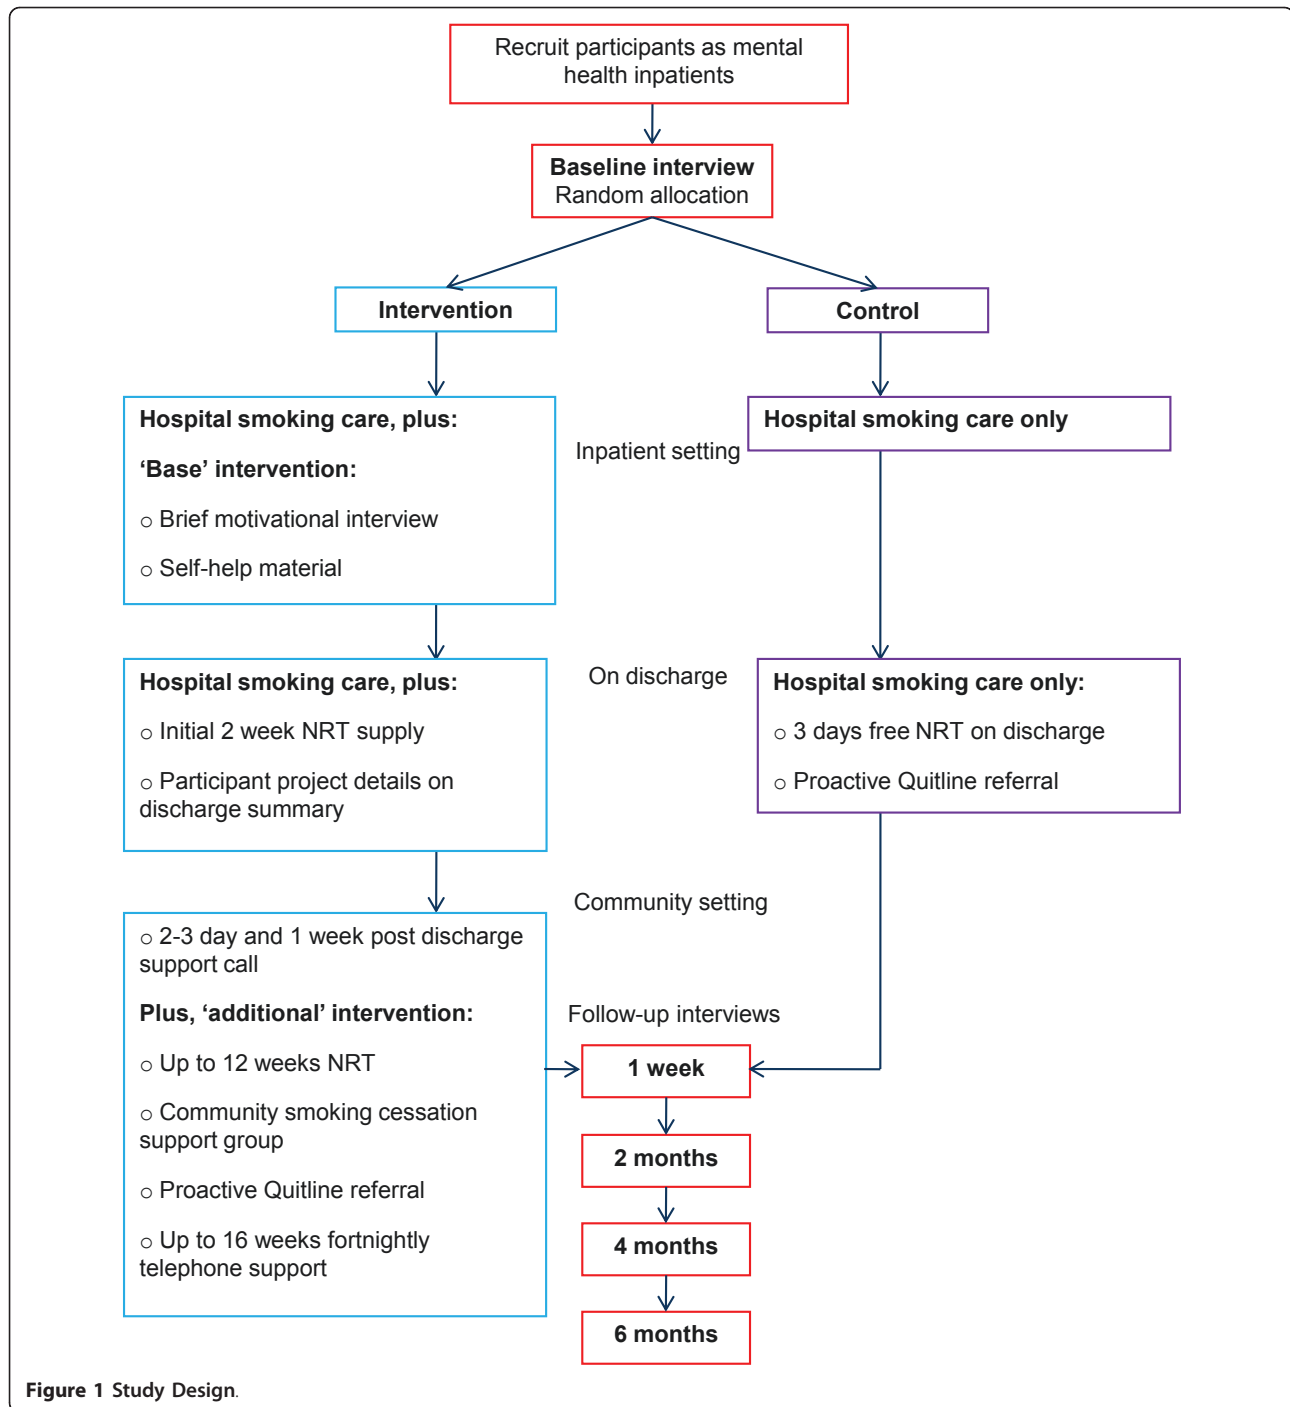 Recruit participants as mental
health inpatients
Baseline interview
Random allocation
Intervention
Control
Hospital smoking care, plus:
‘Base’ intervention:
o Brief motivational interview
o Self-help material
Inpatient setting
Hospital smoking care only
Hospital smoking care, plus:
o Initial 2 week NRT supply
o Participant project details on
discharge summary
On discharge
Hospital smoking care only:
o 3 days free NRT on discharge
o Proactive Quitline referral
Community setting
o 2-3 day and 1 week post discharge
support call
Plus, ‘additional’ intervention:
o Up to 12 weeks NRT
o Community smoking cessation
support group
o Proactive Quitline referral
o Up to 16 weeks fortnightly
telephone support
Follow-up interviews
1 week
2 months
4 months
6 months
Figure 1 Study Design.